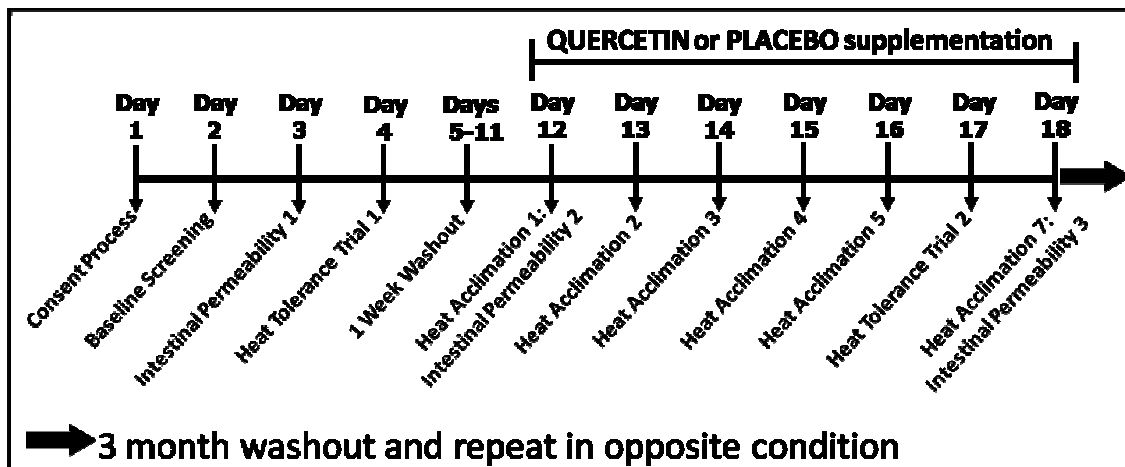 QUERCETIN or PLACEBO supplementation
Day 1
Day 2
Day 3
Day 4
Days 5-11
Day 12
Day 13
Day 14
Day 15
Day 16
Day 17
Day 18
Consent Process
Baseline Screening
Intestinal Permeability 1
Heat Tolerance Trial 1
1 Week Washout
Heat Acclimation 1:
Intestinal Permeability 2
Heat Acclimation 2
Heat Acclimation 3
Heat Acclimation 4
Heat Acclimation 5
Heat Tolerance Trial 2
Heat Acclimation 7:
Intestinal Permeability 3
3 month washout and repeat in opposite condition